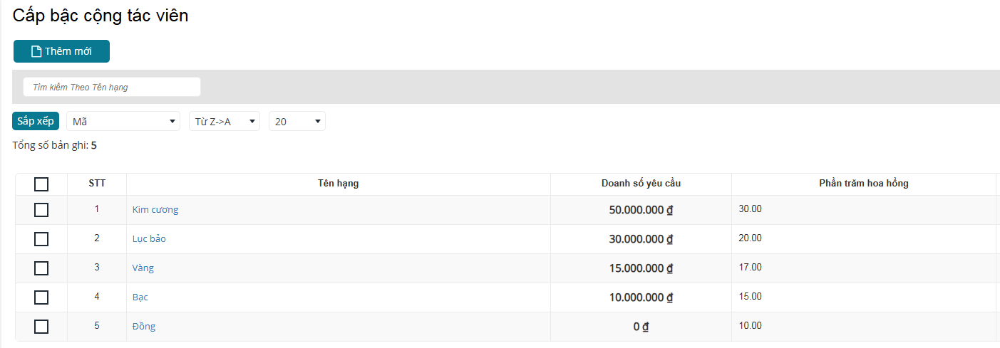 Cấp bậc cộng tác viên
Thêm mới
Tìm kiếm Theo Tên hạng
Sắp xếp Mã Từ Z->A 20
Tổng số bản ghi: 5
STT Tên hạng Doanh số yêu cầu Phần trăm hoa hồng
1 Kim cương 50.000.000 ₫ 30.00
2 Lục bảo 30.000.000 ₫ 20.00
3 Vàng 15.000.000 ₫ 17.00
4 Bạc 10.000.000 ₫ 15.00
5 Đồng 0 ₫ 10.00